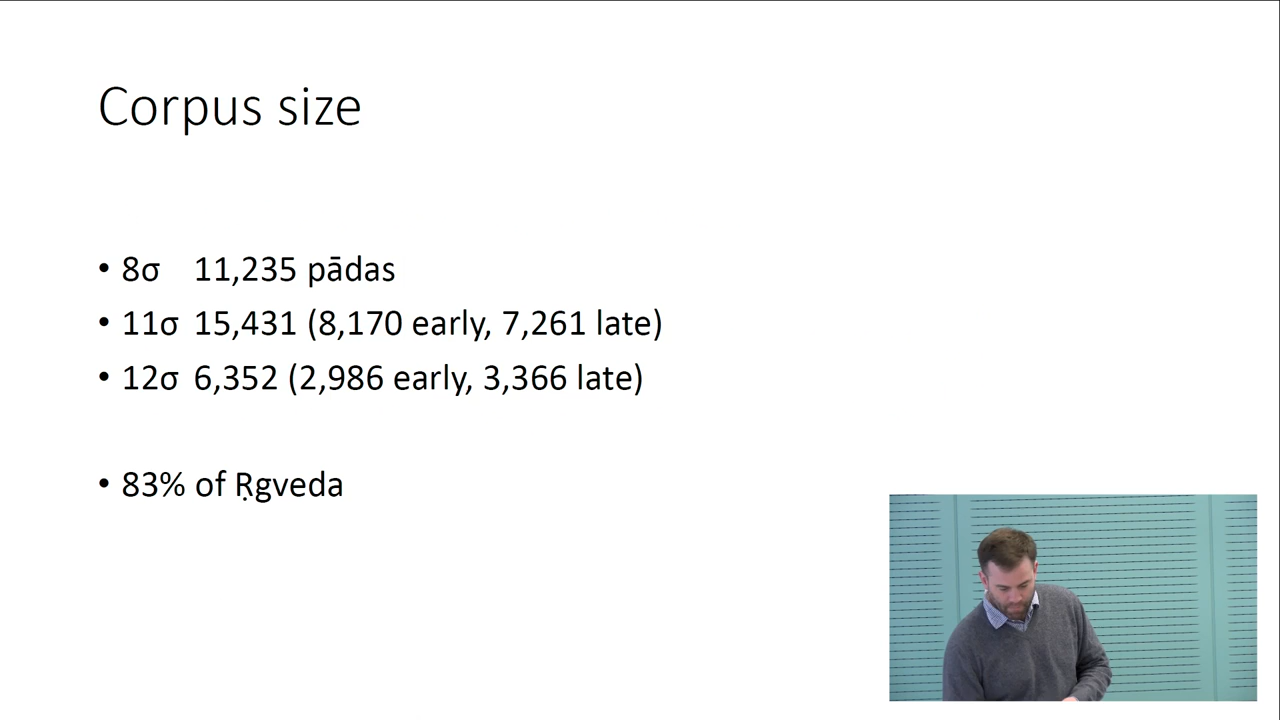 Corpus size
• 8σ 11,235 pādas
• 11σ 15,431 (8,170 early, 7,261 late)
• 12σ 6,352 (2,986 early, 3,366 late)
• 83% of Ṛgveda